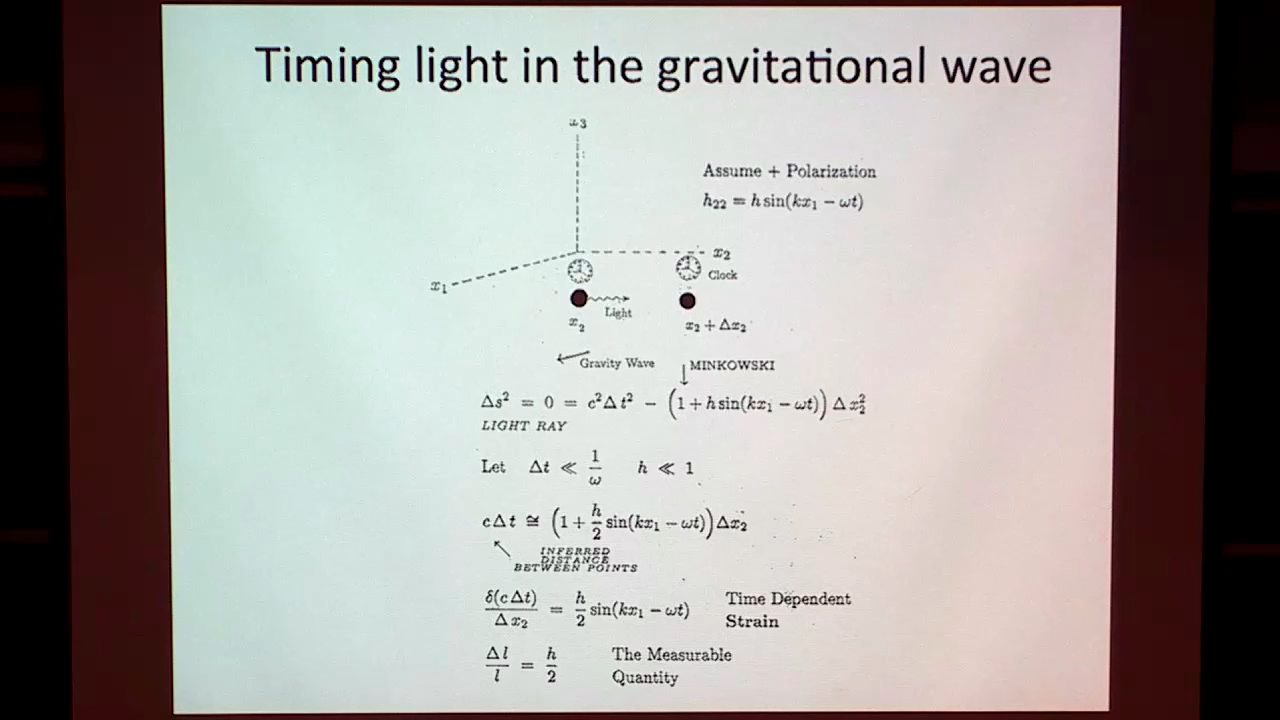 Timing light in the gravitational wave
x₃
Assume + Polarization
h₂₂ = h sin(kx₁ − ωt)
x₂
Clock
x₁
Light
x₂
x₂ + Δx₂
Gravity Wave
MINKOWSKI
Δs² = 0 = c²Δt² − (1 + h sin(kx₁ − ωt)) Δx₂²
LIGHT RAY
Let Δt ≪ 1/ω h ≪ 1
cΔt ≅ (1 + h/2 sin(kx₁ − ωt))Δx₂
INFERRED
DISTANCE
BETWEEN POINTS
δ(cΔt)/Δx₂ = h/2 sin(kx₁ − ωt) Time Dependent
Strain
Δl/l = h/2 The Measurable
Quantity